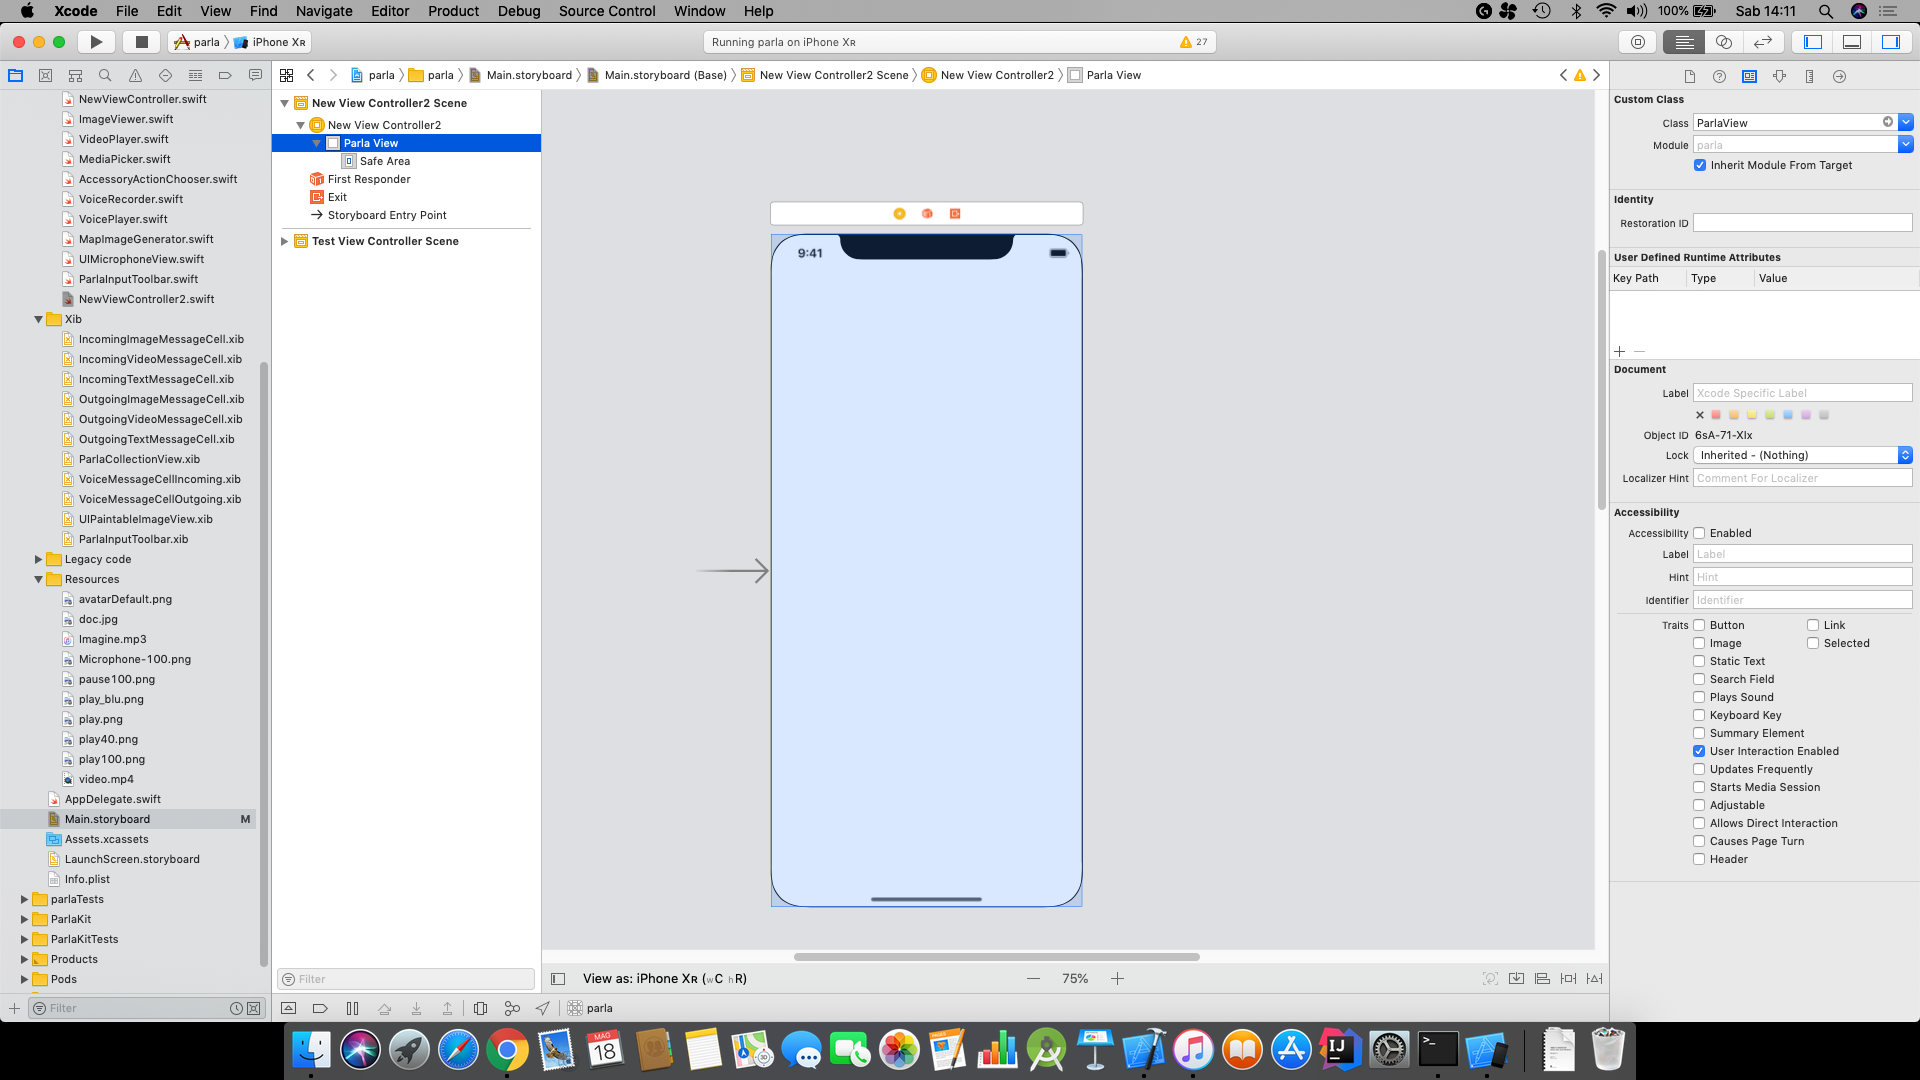 Xcode File Edit View Find Navigate Editor Product Debug Source Control Window Help 100% Sab 14:11
parla iPhone XR Running parla on iPhone XR 27
parla parla Main.storyboard Main.storyboard (Base) New View Controller2 Scene New View Controller2 Parla View
NewViewController.swift
ImageViewer.swift
VideoPlayer.swift
MediaPicker.swift
AccessoryActionChooser.swift
VoiceRecorder.swift
VoicePlayer.swift
MapImageGenerator.swift
UIMicrophoneView.swift
ParlaInputToolbar.swift
NewViewController2.swift
Xib
IncomingImageMessageCell.xib
IncomingVideoMessageCell.xib
IncomingTextMessageCell.xib
OutgoingImageMessageCell.xib
OutgoingVideoMessageCell.xib
OutgoingTextMessageCell.xib
ParlaCollectionView.xib
VoiceMessageCellIncoming.xib
VoiceMessageCellOutgoing.xib
UIPaintableImageView.xib
ParlaInputToolbar.xib
Legacy code
Resources
avatarDefault.png
doc.jpg
Imagine.mp3
Microphone-100.png
pause100.png
play_blu.png
play.png
play40.png
play100.png
video.mp4
AppDelegate.swift
Main.storyboard M
Assets.xcassets
LaunchScreen.storyboard
Info.plist
parlaTests
ParlaKit
ParlaKitTests
Products
Pods
Filter
New View Controller2 Scene
New View Controller2
Parla View
Safe Area
First Responder
Exit
Storyboard Entry Point
Test View Controller Scene
Filter
9:41
View as: iPhone XR (wC hR) 75%
parla
Custom Class
Class ParlaView
Module parla
Inherit Module From Target
Identity
Restoration ID
User Defined Runtime Attributes
Key Path Type Value
Document
Label Xcode Specific Label
Object ID 6sA-71-XIx
Lock Inherited - (Nothing)
Localizer Hint Comment For Localizer
Accessibility
Accessibility Enabled
Label Label
Hint Hint
Identifier Identifier
Traits Button Link
Image Selected
Static Text
Search Field
Plays Sound
Keyboard Key
Summary Element
User Interaction Enabled
Updates Frequently
Starts Media Session
Adjustable
Allows Direct Interaction
Causes Page Turn
Header
MAG
18
IJ